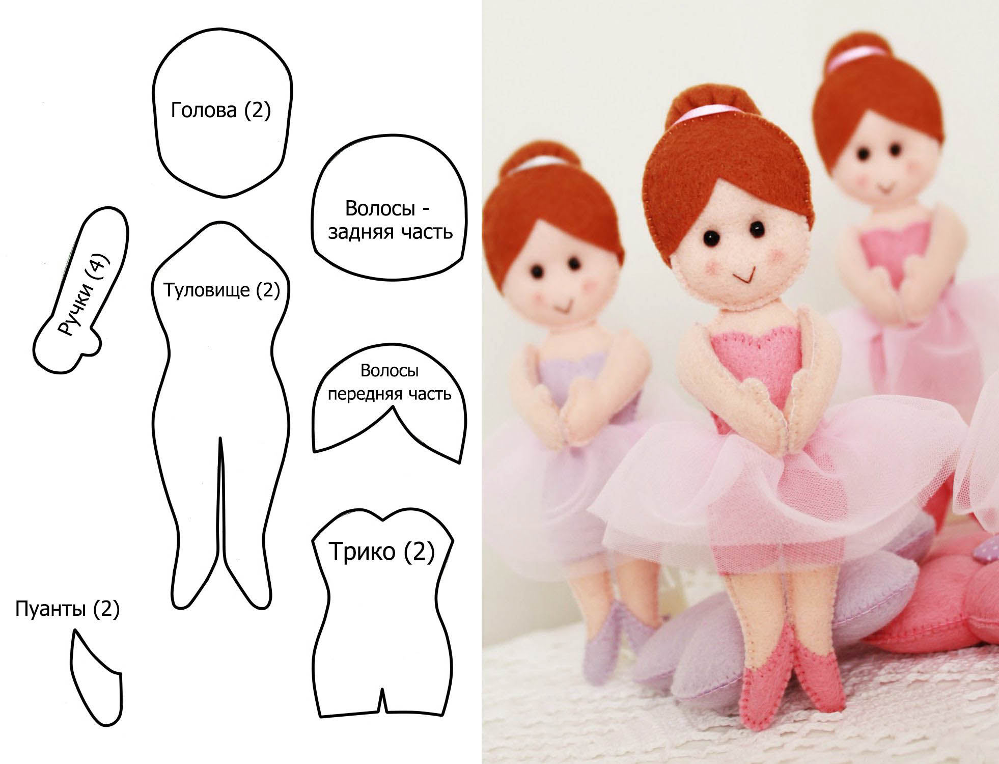 Голова (2)
Волосы -
задняя часть
Ручки (4)
Туловище (2)
Волосы
передняя часть
Трико (2)
Пуанты (2)